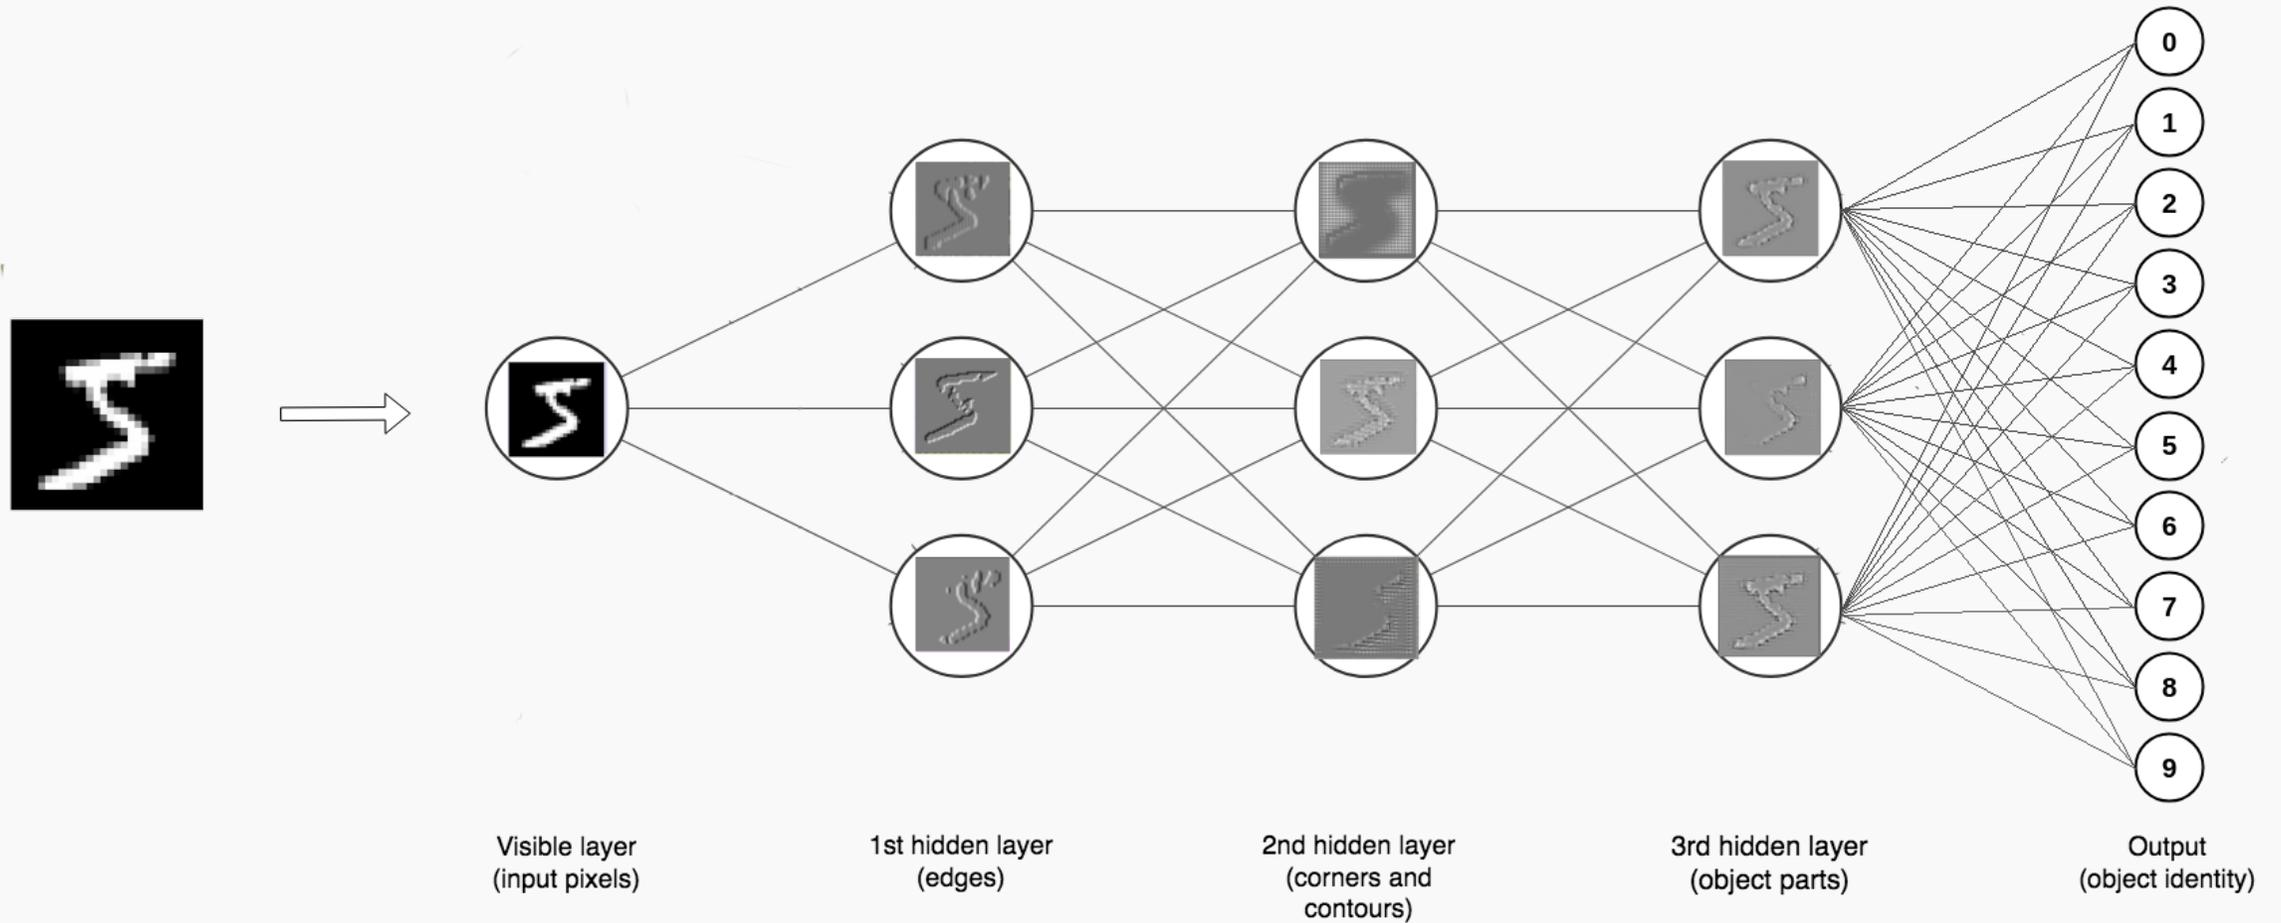 0
1
2
3
4
5
6
7
8
9
Visible layer
(input pixels)
1st hidden layer
(edges)
2nd hidden layer
(corners and
contours)
3rd hidden layer
(object parts)
Output
(object identity)